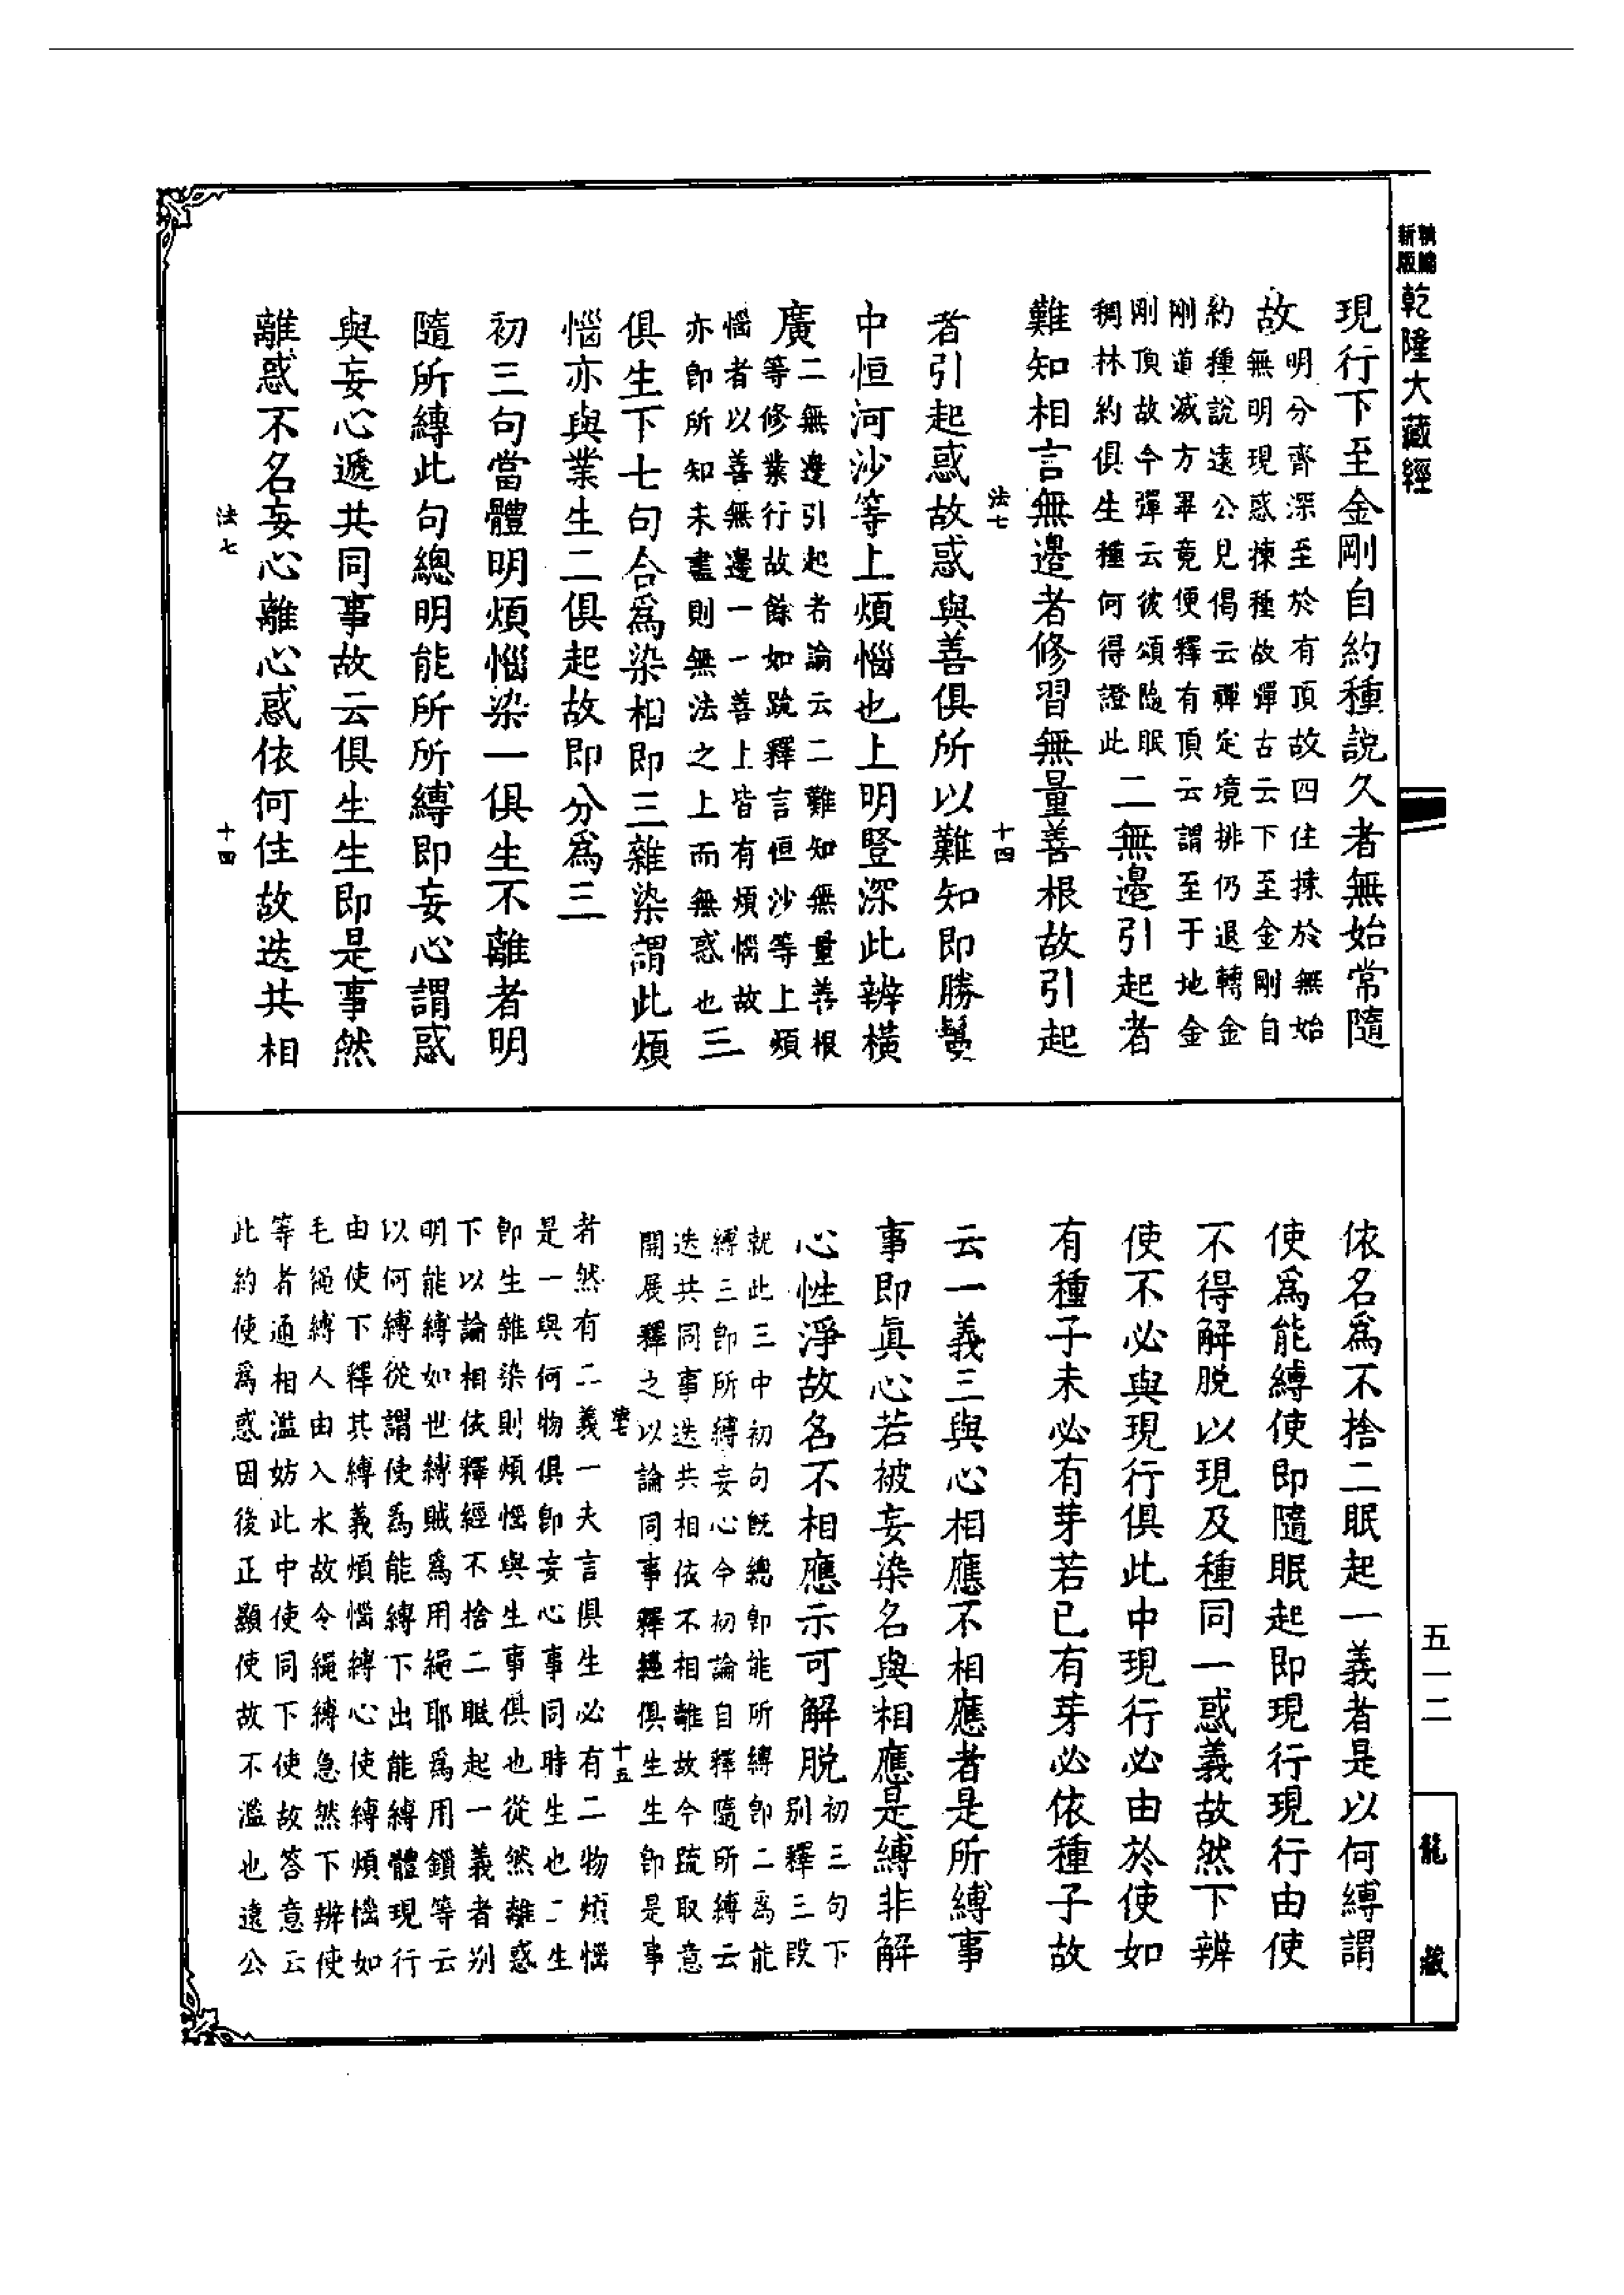 乾隆大藏經
現行下至金剛自約種說久者無始常隨
故
明分齊深至於有頂故四住揀於無始
無明現惑揀種故彈古云下至金剛自
約種說遠公見偈云禪定境排仍退轉金
剛道滅方畢竟便釋有頂云謂至于地金
剛頂故今彈云彼頌隨眠
稠林約俱生種何得證此
二無邊引起者
難知相言無邊者修習無量善根故引起
法七
十四
者引起惑故惑與善俱所以難知即勝鬘
中恒河沙等上煩惱也上明豎深此辨橫
廣
二無邊引起者論云二難知無量善根
等修業行故餘如疏釋言恒沙等上煩
惱者以善無邊一一善上皆有煩惱故
亦即所知未盡則無法之上而無惑也
三
俱生下七句合爲染相即三雜染謂此煩
惱亦與業生二俱起故即分爲三
初三句當體明煩惱染一俱生不離者明
隨所縛此句總明能所所縛即妄心謂惑
與妄心遞共同事故云俱生生即是事然
離惑不名妄心離心惑依何住故迭共相
法七
十四
依名爲不捨二眠起一義者是以何縛謂
使爲能縛使即隨眠起即現行現行由使
不得解脫以現及種同一惑義故然下辨
使不必與現行俱此中現行必由於使如
有種子未必有芽若已有芽必依種子故
云一義三與心相應不相應者是所縛事
事即眞心若被妄染名與相應是縛非解
心性淨故名不相應示可解脫
初三句下
別釋三段
就此三中初句旣總即能所縛即二爲能
縛三即所縛妄心今初論自釋隨所縛云
迭共同事迭共相依不相離故今疏取意
開展釋之以論同事釋經俱生生即是事
十五
者然有二義一夫言俱生必有二物煩惱
是一與何物俱即妄心事同時生也二生
即生雜染則煩惱與生事俱也從然離惑
下以論相依釋經不捨二眠起一義者別
明能縛如世縛賊爲用繩耶爲用鎖等云
以何縛從謂使爲能縛下出能縛體現行
由使下釋其縛義煩惱縛心使縛煩惱如
毛繩縛人由入水故令繩縛急然下辨使
等者通相濫妨此中使同下使故答意云
此約使爲惑因後正顯使故不濫也遠公
五一二
龍藏